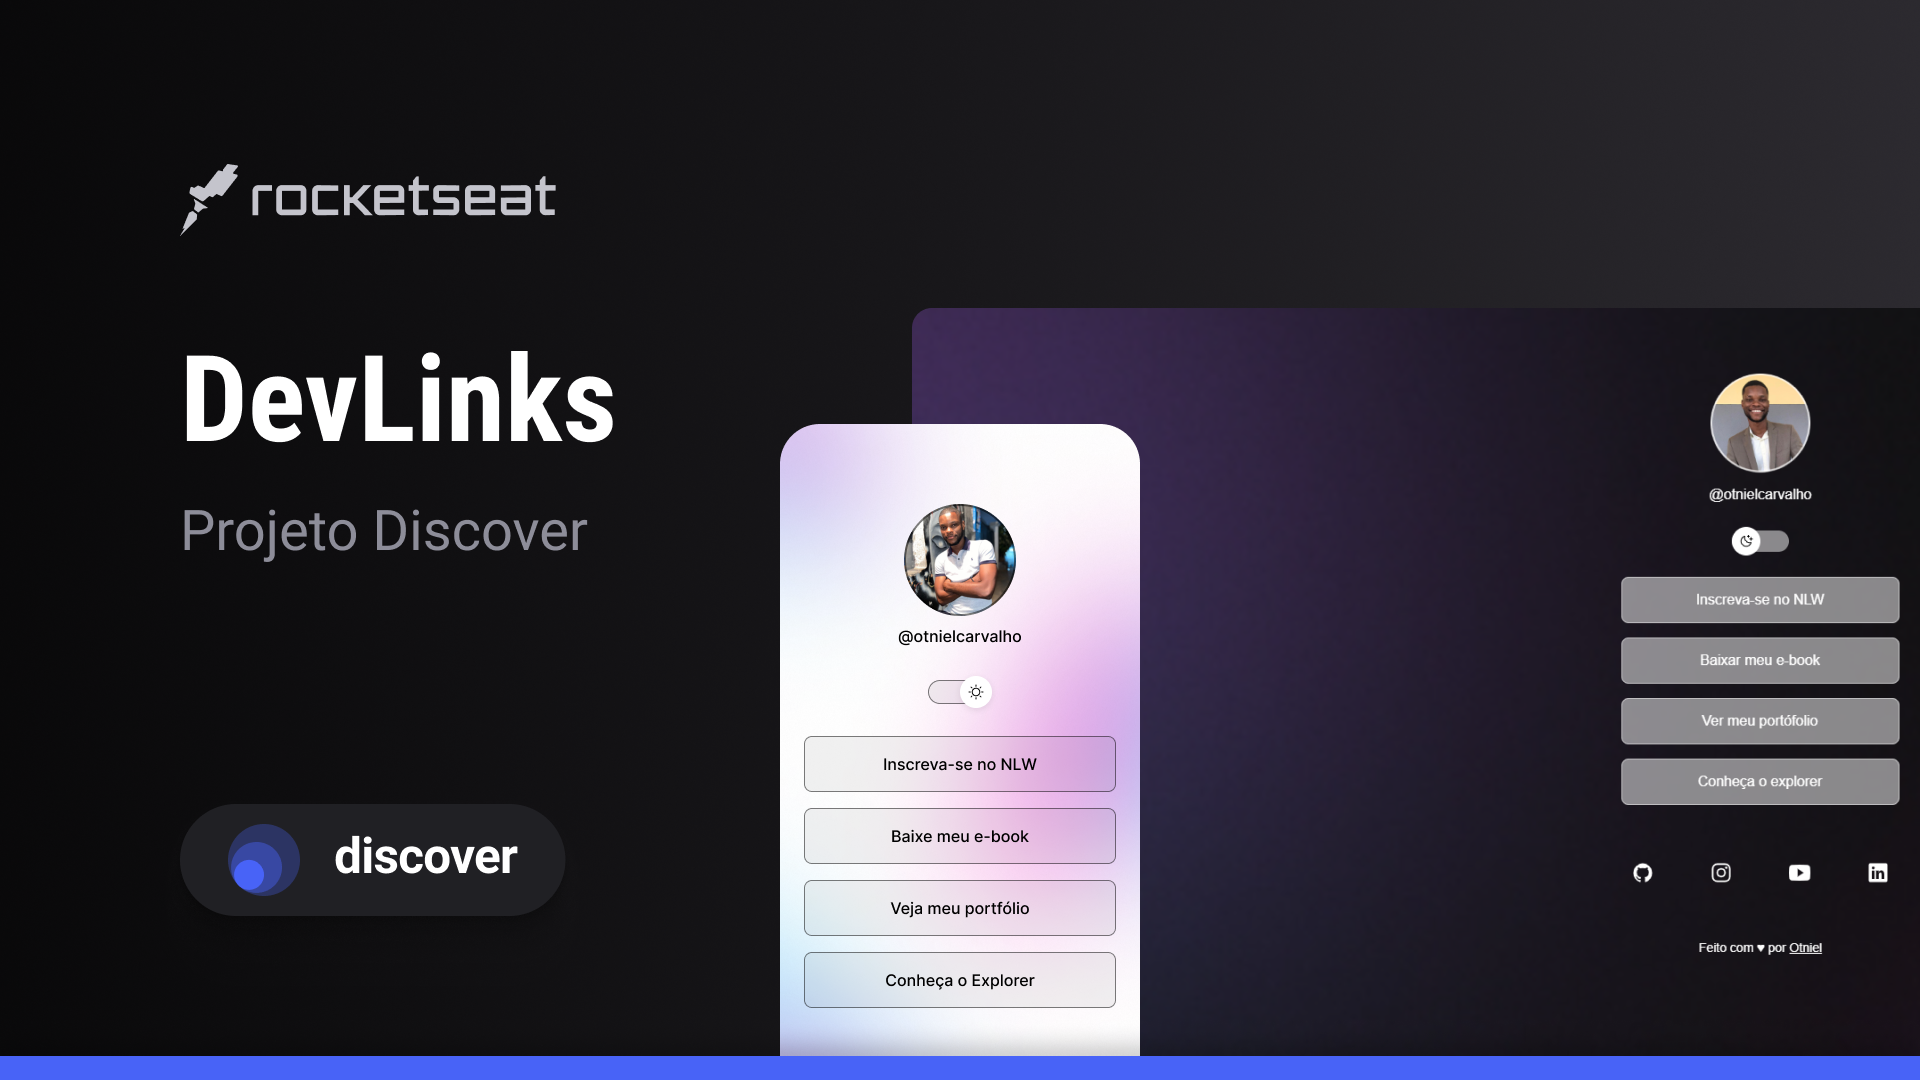 rocketseat
DevLinks
Projeto Discover
discover
@otnielcarvalho
Inscreva-se no NLW
Baixe meu e-book
Veja meu portfólio
Conheça o Explorer
@otnielcarvalho
Inscreva-se no NLW
Baixar meu e-book
Ver meu portófolio
Conheça o explorer
Feito com ♥ por Otniel